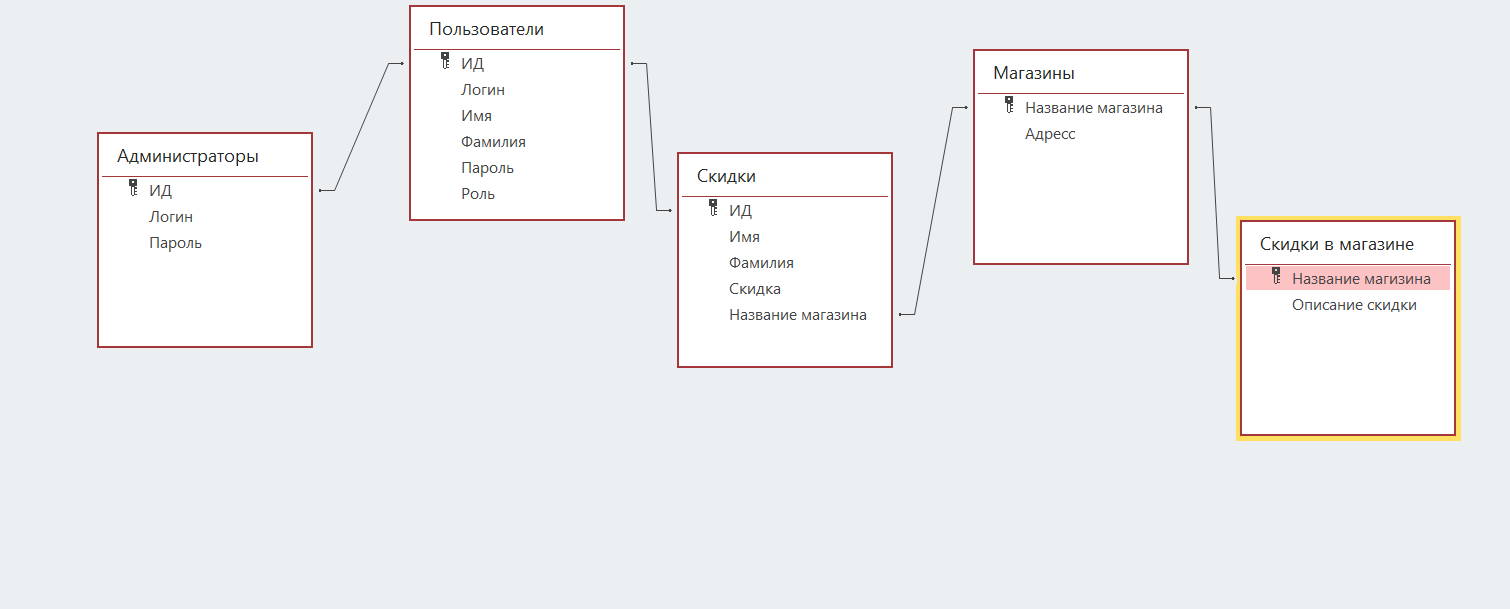 Администраторы
ИД
Логин
Пароль
Пользователи
ИД
Логин
Имя
Фамилия
Пароль
Роль
Скидки
ИД
Имя
Фамилия
Скидка
Название магазина
Магазины
Название магазина
Адресс
Скидки в магазине
Название магизина
Описание скидки